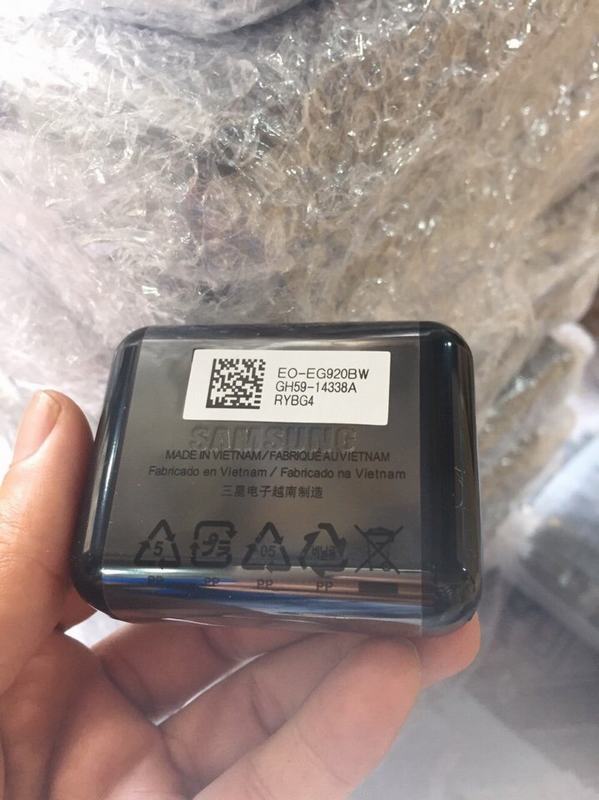 EO-EG920BW
GH59-14338A
RYBG4
SAMSUNG
MADE IN VIETNAM/FABRIQUÉ AU VIETNAM
Fabricado en Vietnam / Fabricado na Vietnam
三星电子越南制造
5 05
PP PP PP PP